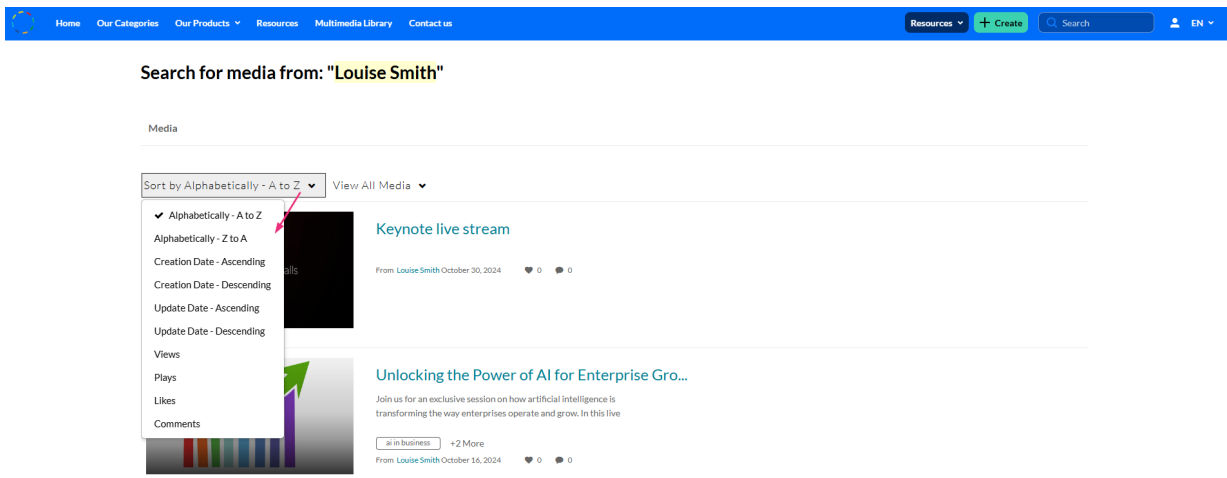 Home Our Categories Our Products Resources Multimedia Library Contact us Resources + Create Search EN
Search for media from: "Louise Smith"
Media
Sort by Alphabetically - A to Z View All Media
Alphabetically - A to Z
Alphabetically - Z to A
Creation Date - Ascending
Creation Date - Descending
Update Date - Ascending
Update Date - Descending
Views
Plays
Likes
Comments
Keynote live stream
From Louise Smith October 30, 2024 0 0
Unlocking the Power of AI for Enterprise Gro...
Join us for an exclusive session on how artificial intelligence is
transforming the way enterprises operate and grow. In this live
ai in business +2 More
From Louise Smith October 16, 2024 0 0